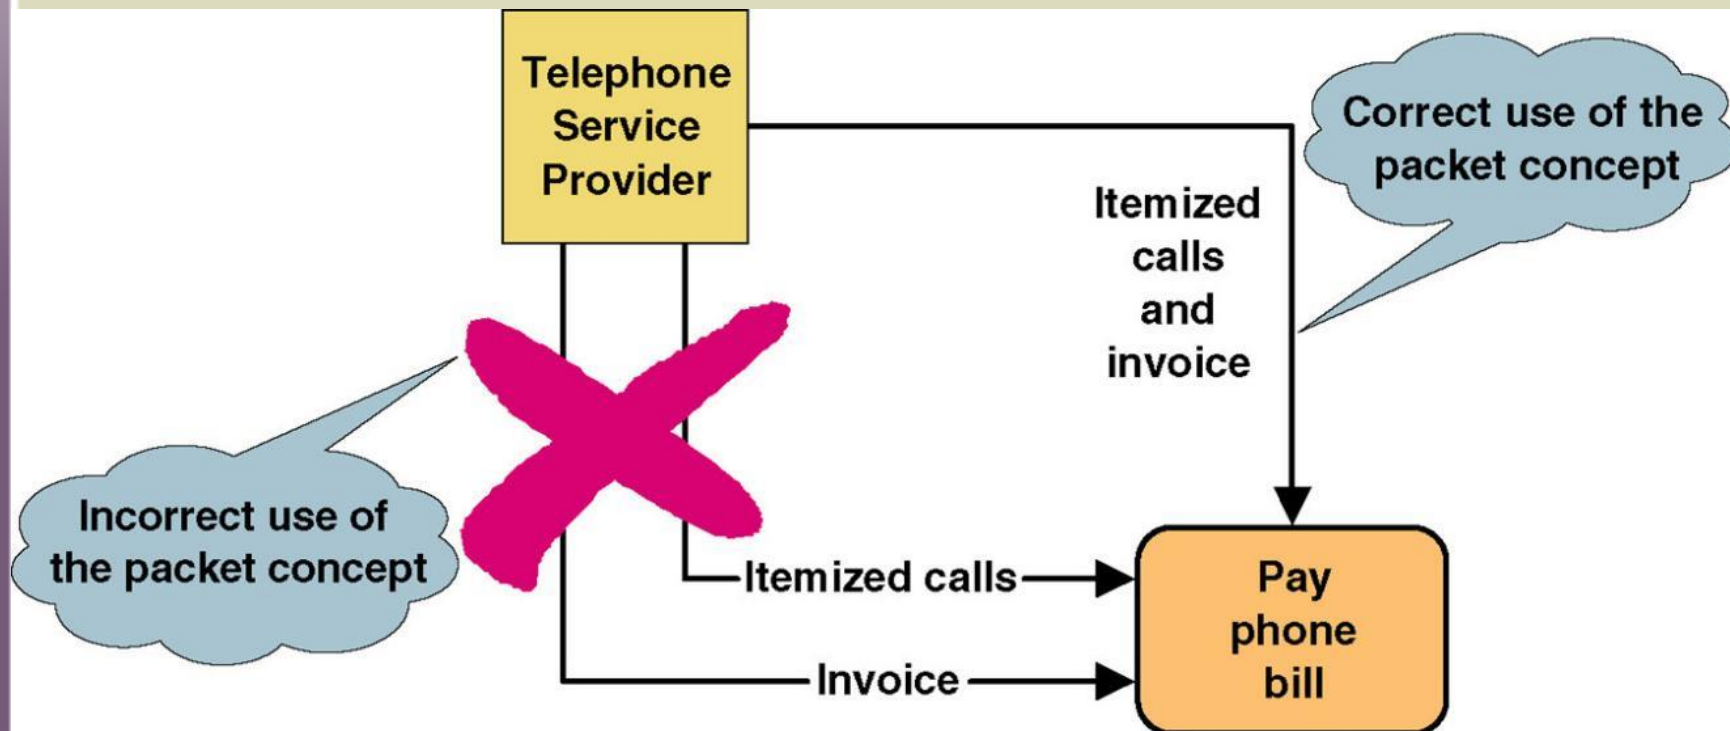 Telephone
Service
Provider
Correct use of the
packet concept
Itemized
calls
and
invoice
Incorrect use of
the packet concept
Itemized calls
Invoice
Pay
phone
bill